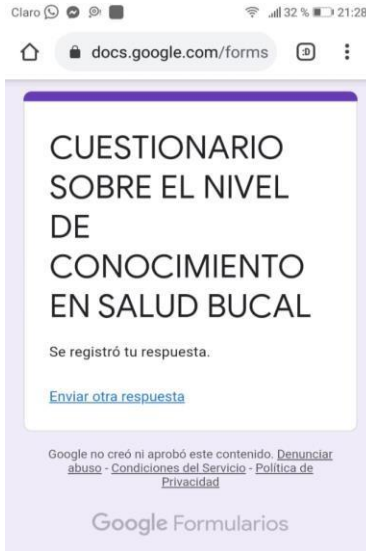 Claro 32 % 21:28
docs.google.com/forms :D
CUESTIONARIO
SOBRE EL NIVEL
DE
CONOCIMIENTO
EN SALUD BUCAL
Se registró tu respuesta.
Enviar otra respuesta
Google no creó ni aprobó este contenido. Denunciar
abuso - Condiciones del Servicio - Política de
Privacidad
Google Formularios